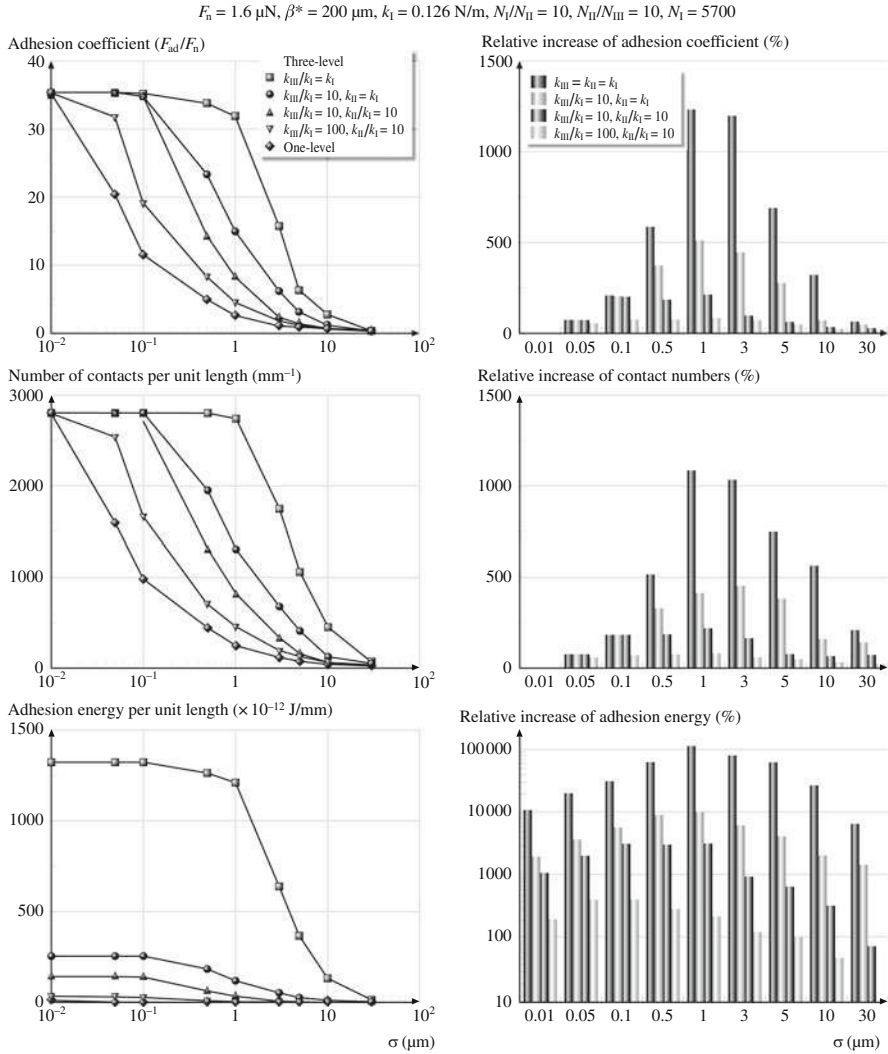 Fn = 1.6 μN, β* = 200 μm, kI = 0.126 N/m, NI/NII = 10, NII/NIII = 10, NI = 5700
Adhesion coefficient (Fad/Fn)
40
30
20
10
0
10⁻²
10⁻¹
1
10
10²
Three-level
kIII/kI = kI
kIII/kI = 10, kII = kI
kIII/kI = 10, kII/kI = 10
kIII/kI = 100, kII/kI = 10
One-level
Relative increase of adhesion coefficient (%)
1500
1000
500
0
0.01 0.05 0.1 0.5 1 3 5 10 30
kIII = kII = kI
kIII/kI = 10, kII = kI
kIII/kI = 10, kII/kI = 10
kIII/kI = 100, kII/kI = 10
Number of contacts per unit length (mm⁻¹)
3000
2000
1000
0
10⁻²
10⁻¹
1
10
10²
Relative increase of contact numbers (%)
1500
1000
500
0
0.01 0.05 0.1 0.5 1 3 5 10 30
Adhesion energy per unit length (× 10⁻¹² J/mm)
1500
1000
500
0
10⁻²
10⁻¹
1
10
10²
σ (μm)
Relative increase of adhesion energy (%)
100000
10000
1000
100
10
0.01 0.05 0.1 0.5 1 3 5 10 30
σ (μm)